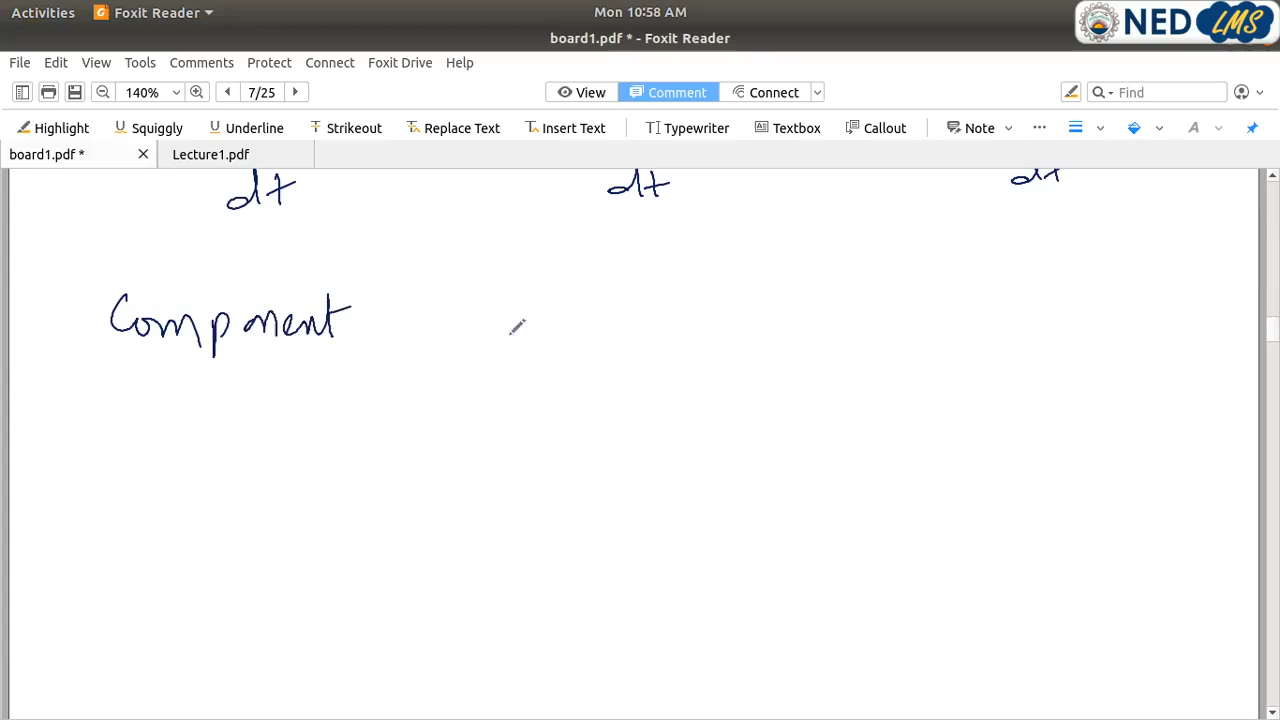 Activities Foxit Reader Mon 10:58 AM NED LMS
board1.pdf * - Foxit Reader
File Edit View Tools Comments Protect Connect Foxit Drive Help
140% 7/25 View Comment Connect Find
Highlight Squiggly Underline Strikeout Replace Text Insert Text Typewriter Textbox Callout Note ... A
board1.pdf * Lecture1.pdf
dt dt dt
Component